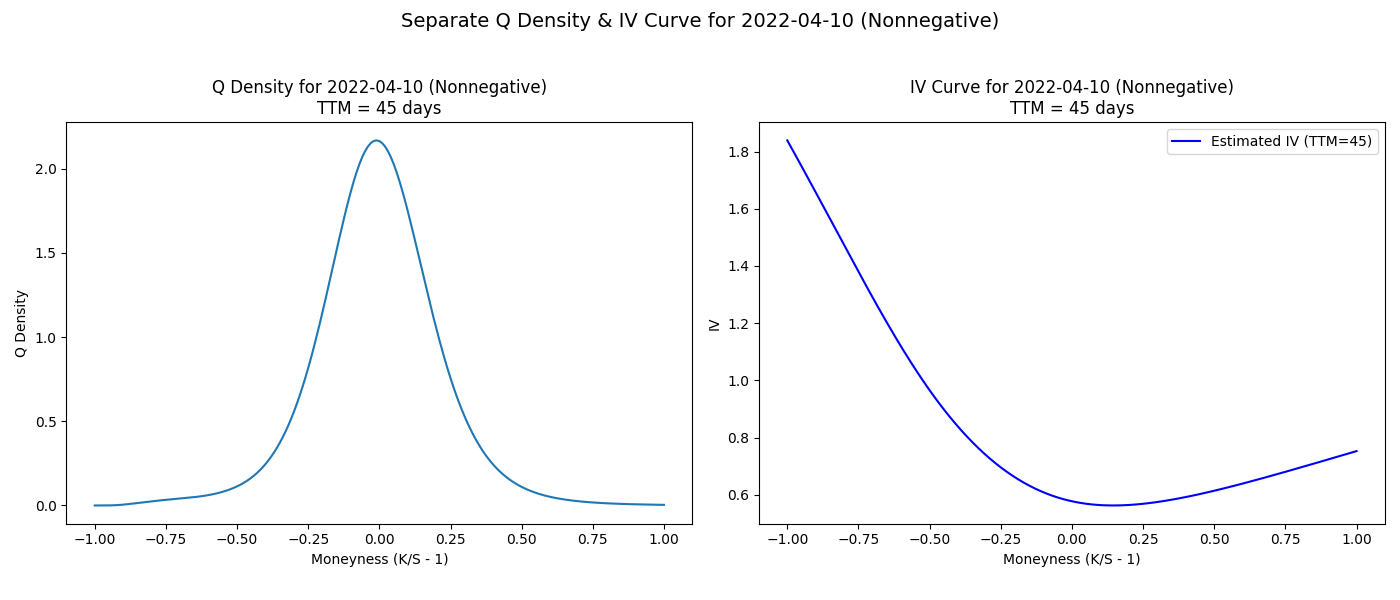 Separate Q Density & IV Curve for 2022-04-10 (Nonnegative)
Q Density for 2022-04-10 (Nonnegative)
TTM = 45 days
Q Density
2.0
1.5
1.0
0.5
0.0
−1.00 −0.75 −0.50 −0.25 0.00 0.25 0.50 0.75 1.00
Moneyness (K/S - 1)
IV Curve for 2022-04-10 (Nonnegative)
TTM = 45 days
Estimated IV (TTM=45)
IV
1.8
1.6
1.4
1.2
1.0
0.8
0.6
−1.00 −0.75 −0.50 −0.25 0.00 0.25 0.50 0.75 1.00
Moneyness (K/S - 1)